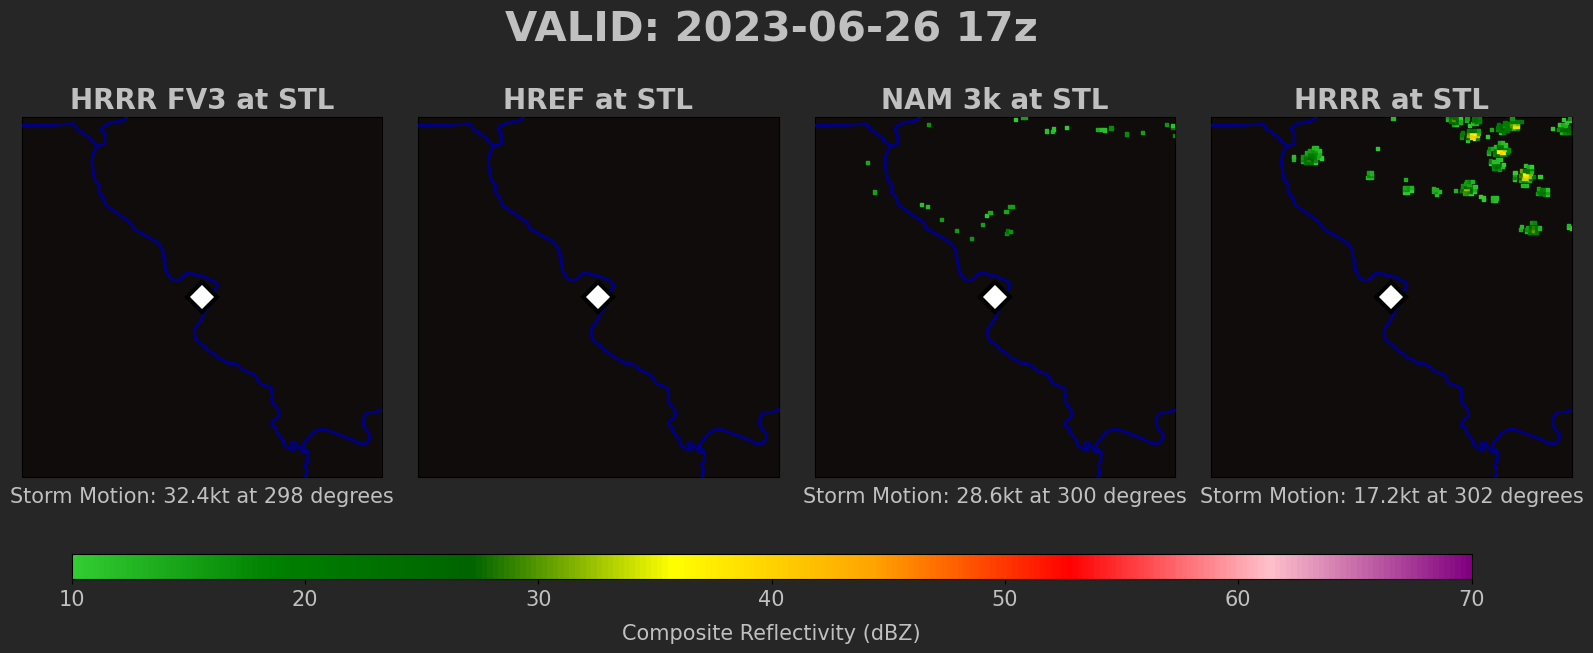 VALID: 2023-06-26 17z
HRRR FV3 at STL
HREF at STL
NAM 3k at STL
HRRR at STL
Storm Motion: 32.4kt at 298 degrees
Storm Motion: 28.6kt at 300 degrees
Storm Motion: 17.2kt at 302 degrees
10 20 30 40 50 60 70
Composite Reflectivity (dBZ)